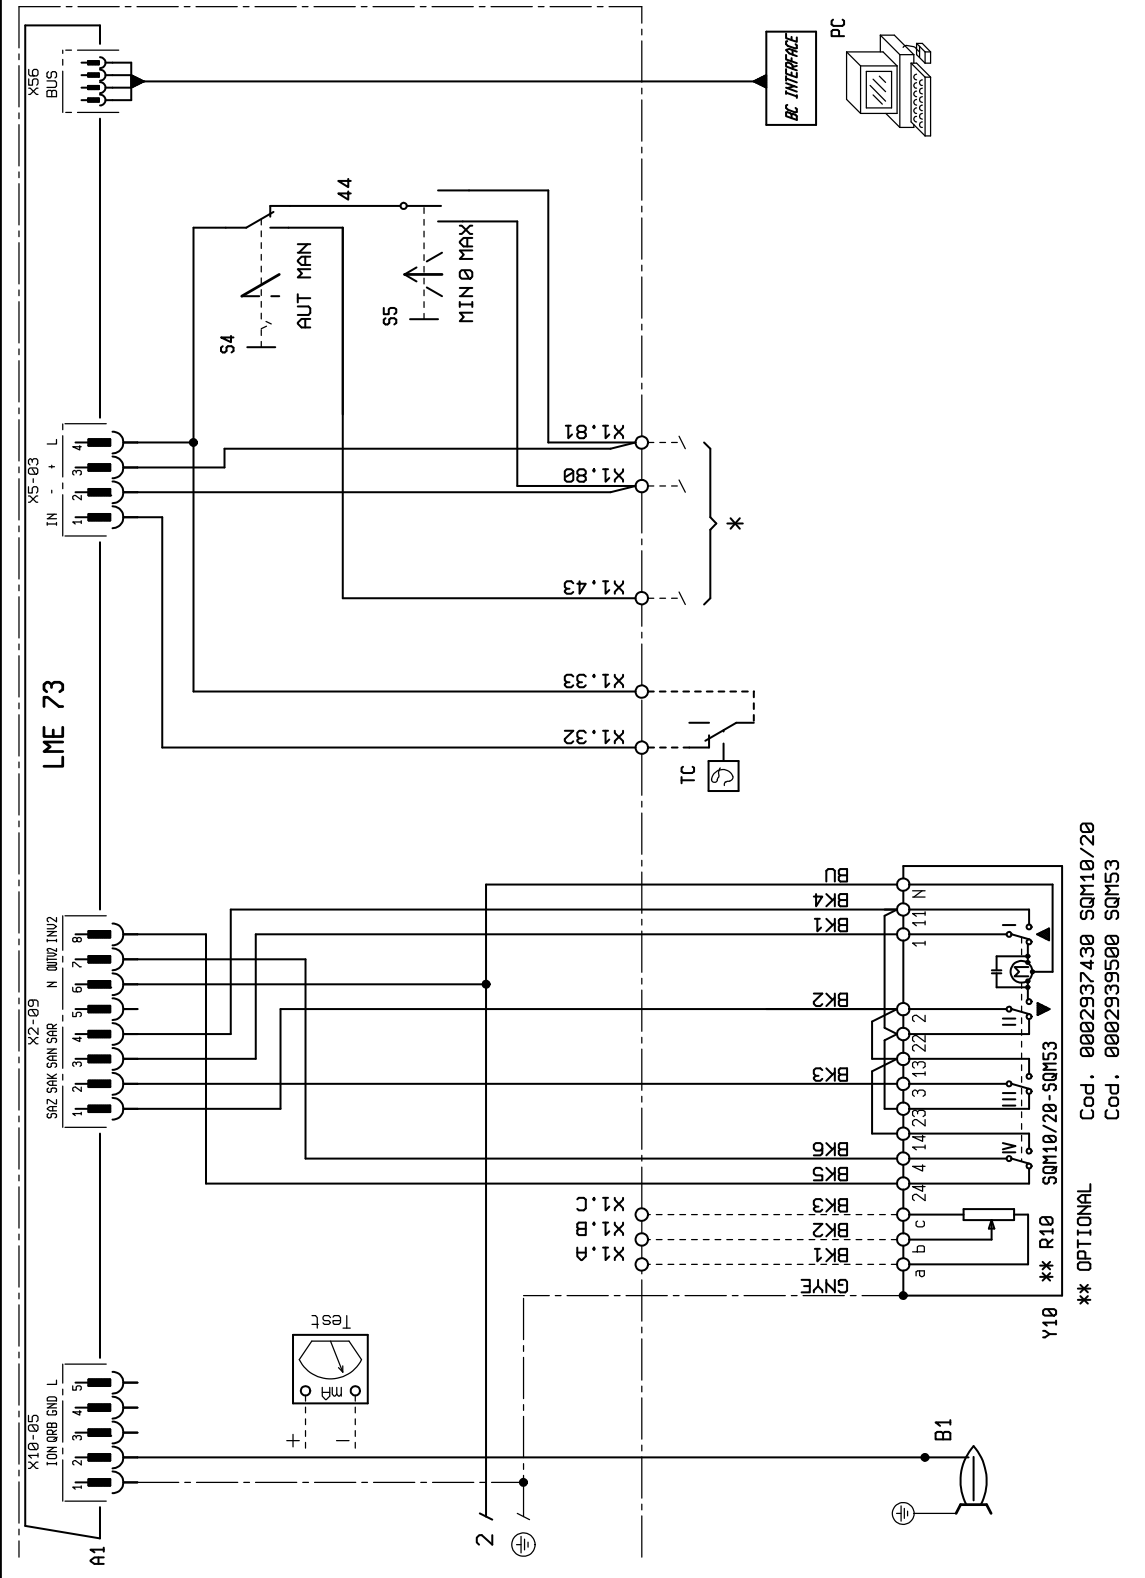 X56
BUS
PC
BC INTERFACE
44
S4
AUT MAN
S5
MIN 0 MAX
X5-03
IN - + L
1 2 3 4
X1.81
X1.80
*
X1.43
LME 73
X1.33
X1.32
TC
X2-09
SAZ SAK SAN SAR N OUTV2 INV2
1 2 3 4 5 6 7 8
BU
BK4
BK1
BK2
BK3
BK6
BK5
N
11
1
2
22
13
3
23
14
4
24
I
II
III
IV
M
SQM10/20-SQM53
Cod. 0002937430 SQM10/20
Cod. 0002939500 SQM53
X1.C
X1.B
X1.A
BK3
BK2
BK1
c
b
a
GNYE
** R10
Y10
** OPTIONAL
X10-05
ION QRB GND L
1 2 3 4 5
Test
mA
+
-
B1
2
A1